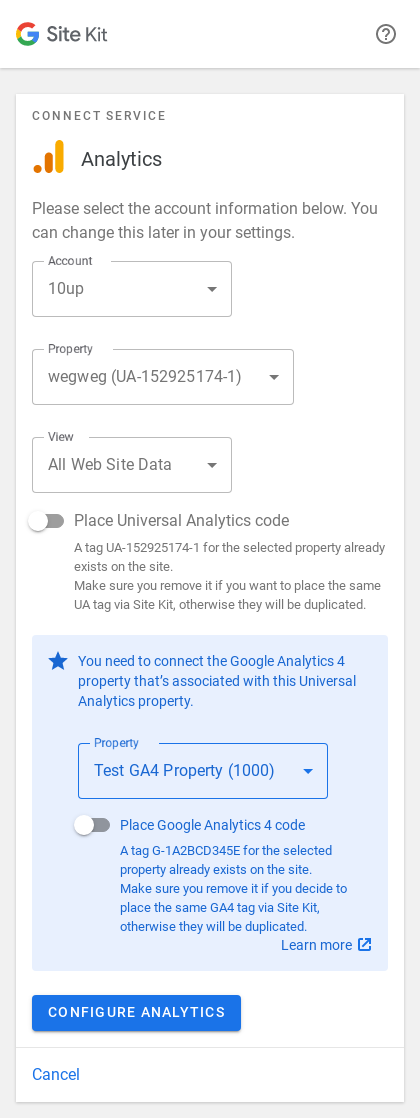 Site Kit
CONNECT SERVICE
Analytics
Please select the account information below. You
can change this later in your settings.
Account
10up
Property
wegweg (UA-152925174-1)
View
All Web Site Data
Place Universal Analytics code
A tag UA-152925174-1 for the selected property already
exists on the site.
Make sure you remove it if you want to place the same
UA tag via Site Kit, otherwise they will be duplicated.
You need to connect the Google Analytics 4
property that’s associated with this Universal
Analytics property.
Property
Test GA4 Property (1000)
Place Google Analytics 4 code
A tag G-1A2BCD345E for the selected
property already exists on the site.
Make sure you remove it if you decide to
place the same GA4 tag via Site Kit,
otherwise they will be duplicated.
Learn more
CONFIGURE ANALYTICS
Cancel